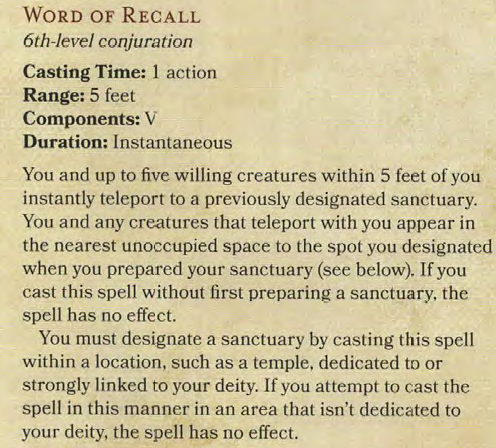 WORD OF RECALL
6th-level conjuration
Casting Time: 1 action
Range: 5 feet
Components: V
Duration: Instantaneous
You and up to five willing creatures within 5 feet of you
instantly teleport to a previously designated sanctuary.
You and any creatures that teleport with you appear in
the nearest unoccupied space to the spot you designated
when you prepared your sanctuary (see below). If you
cast this spell without first preparing a sanctuary, the
spell has no effect.
You must designate a sanctuary by casting this spell
within a location, such as a temple, dedicated to or
strongly linked to your deity. If you attempt to cast the
spell in this manner in an area that isn't dedicated to
your deity, the spell has no effect.